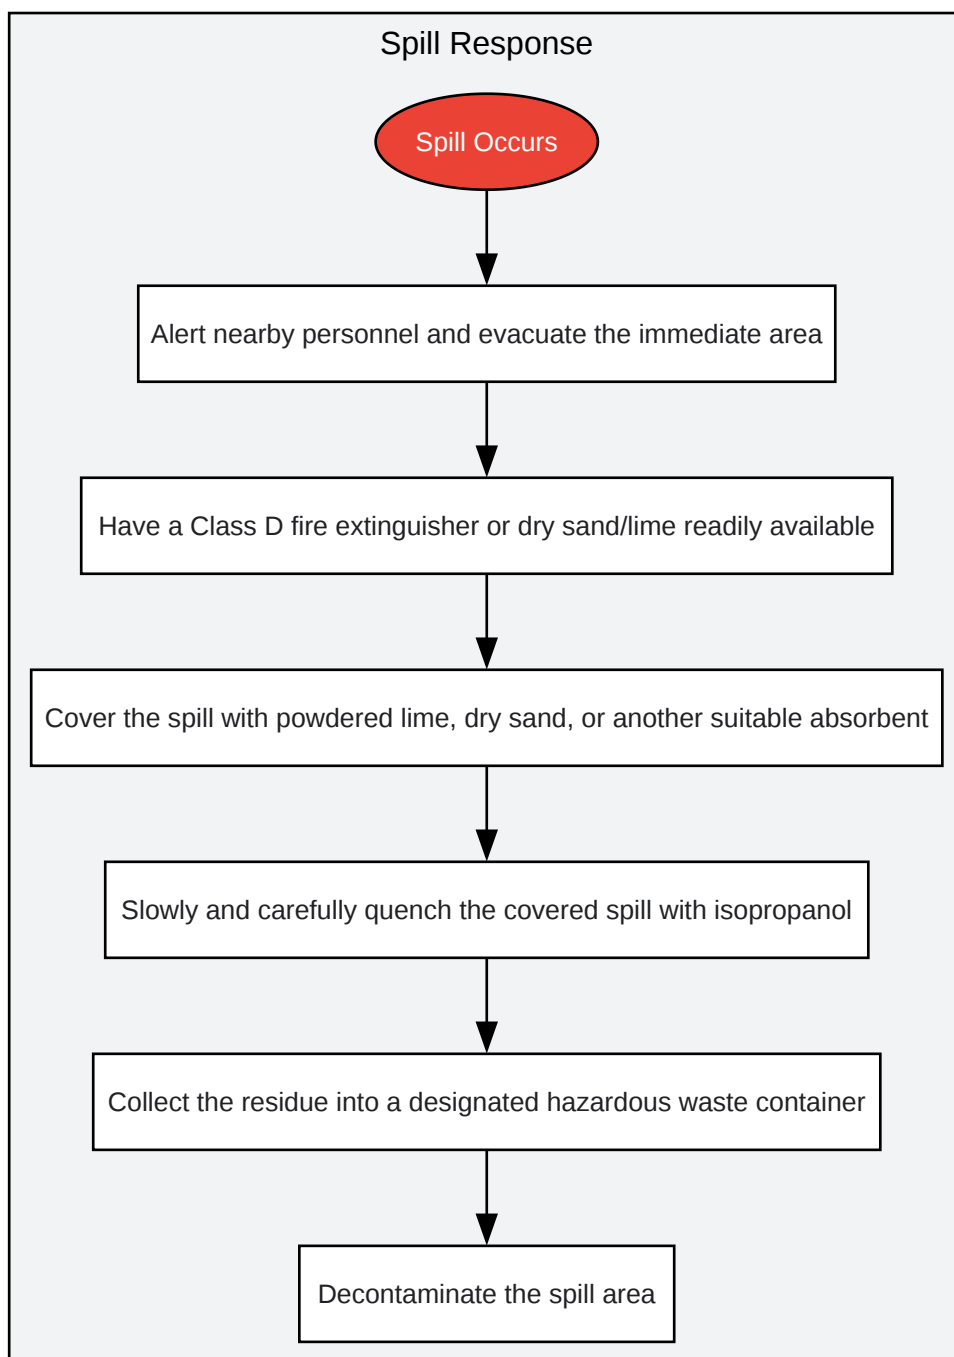 Spill Response
Spill Occurs
Alert nearby personnel and evacuate the immediate area
Have a Class D fire extinguisher or dry sand/lime readily available
Cover the spill with powdered lime, dry sand, or another suitable absorbent
Slowly and carefully quench the covered spill with isopropanol
Collect the residue into a designated hazardous waste container
Decontaminate the spill area